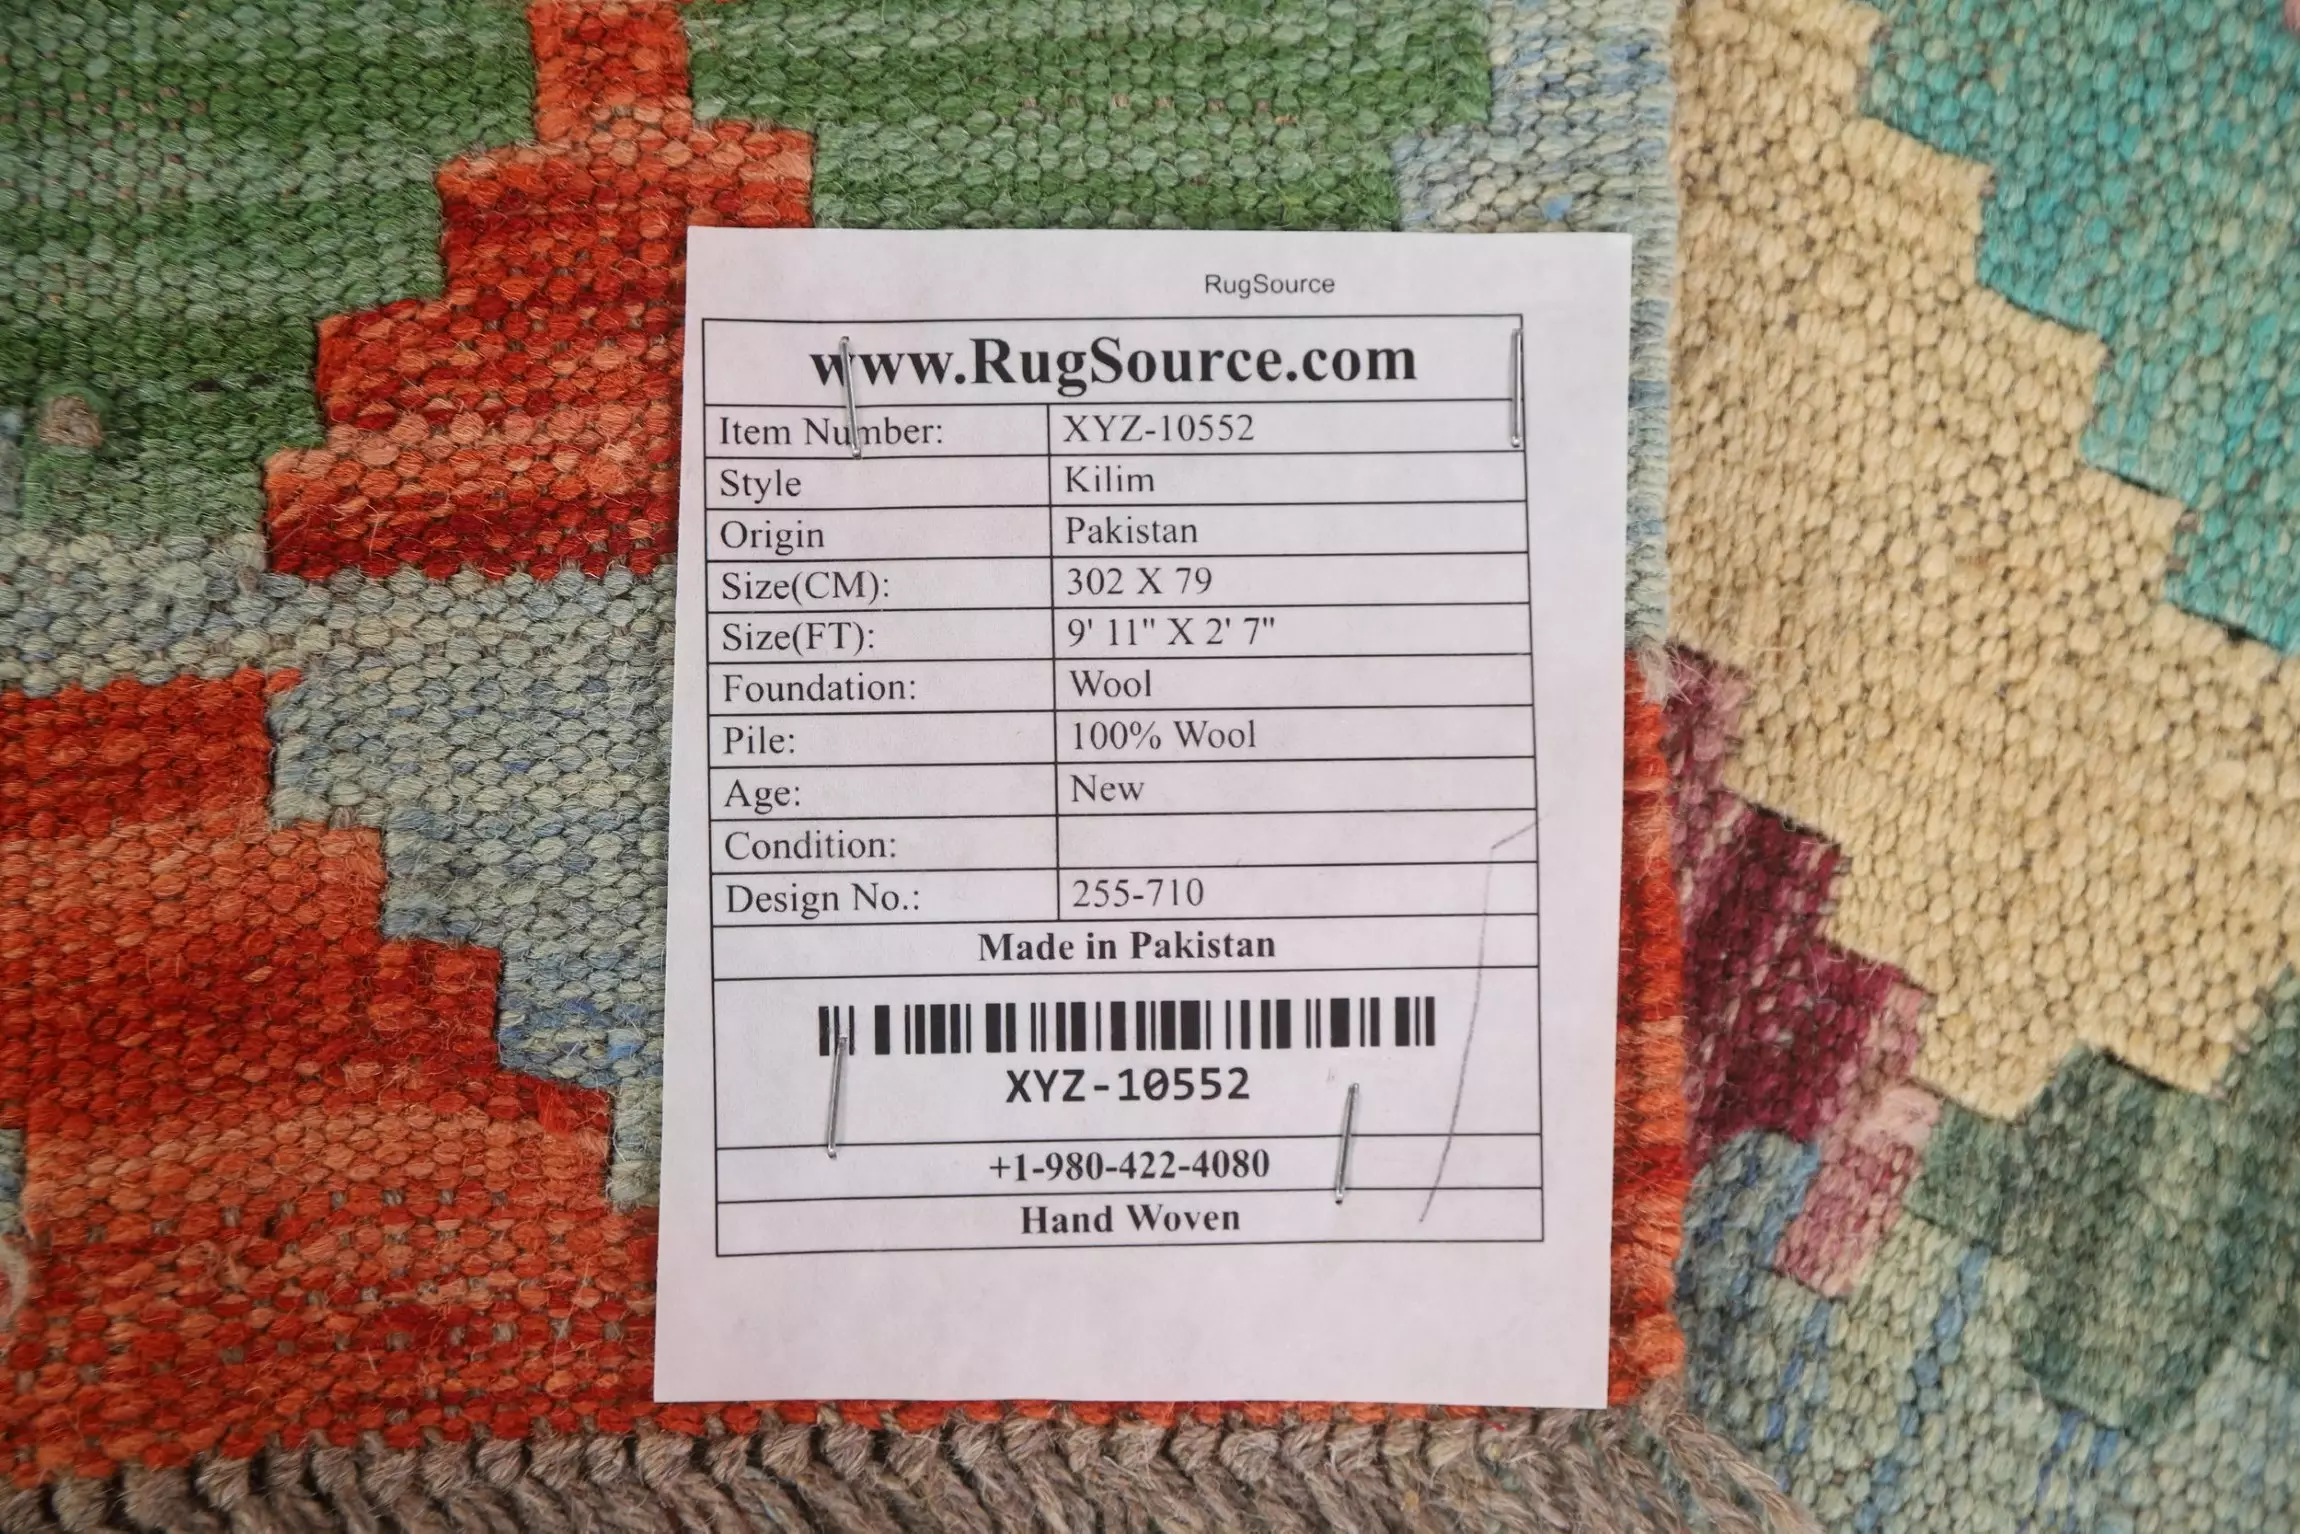 RugSource
www.RugSource.com
Item Number: XYZ-10552
Style Kilim
Origin Pakistan
Size(CM): 302 X 79
Size(FT): 9' 11" X 2' 7"
Foundation: Wool
Pile: 100% Wool
Age: New
Condition:
Design No.: 255-710
Made in Pakistan
XYZ-10552
+1-980-422-4080
Hand Woven